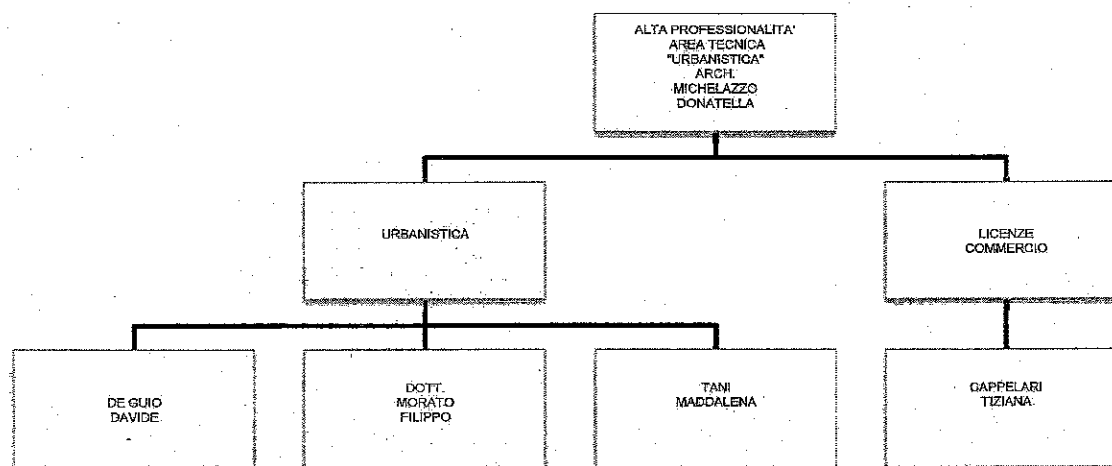 ALTA PROFESSIONALITA'
AREA TECNICA
"URBANISTICA"
ARCH.
MICHELAZZO
DONATELLA
URBANISTICA
LICENZE
COMMERCIO
DE GUIO
DAVIDE
DOTT.
MORATO
FILIPPO
TANI
MADDALENA
CAPPELARI
TIZIANA